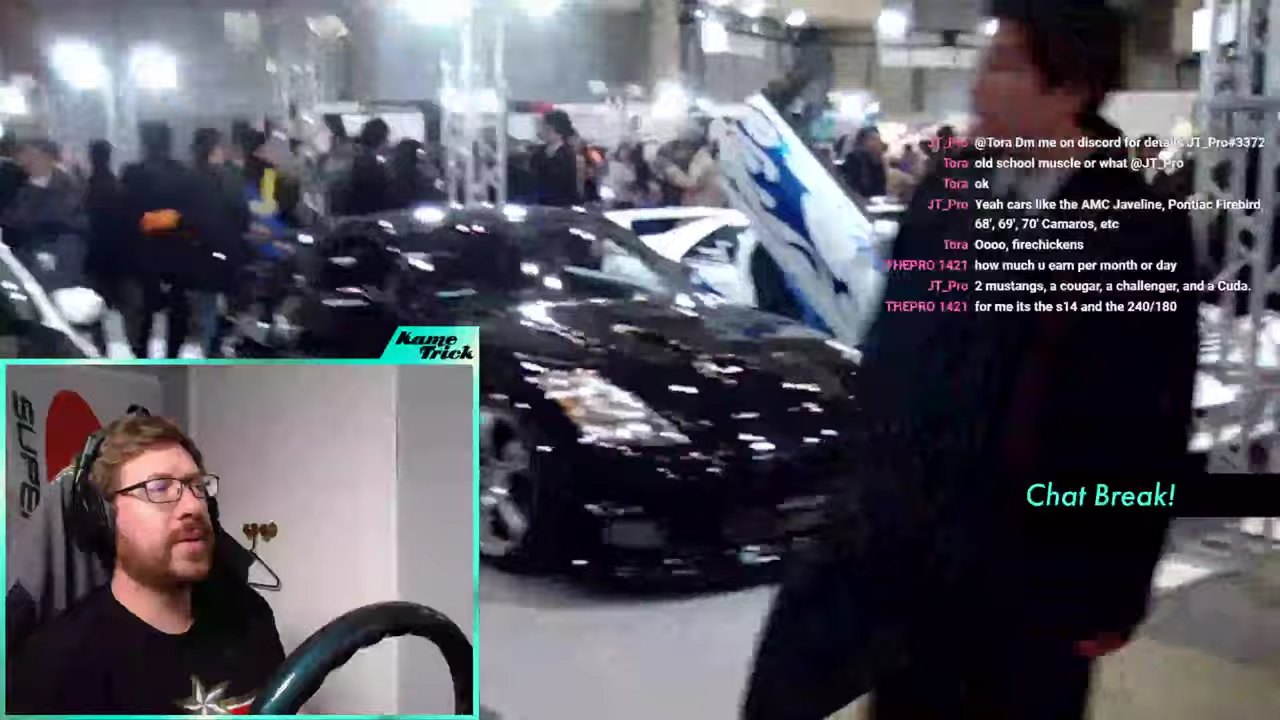 JT_Pro @Tora Dm me on discord for details JT_Pro#3372
Tora old school muscle or what @JT_Pro
Tora ok
JT_Pro Yeah cars like the AMC Javeline, Pontiac Firebird,
68', 69', 70' Camaros, etc
Tora Oooo, firechickens
THEPRO 1421 how much u earn per month or day
JT_Pro 2 mustangs, a cougar, a challenger, and a Cuda.
THEPRO 1421 for me its the s14 and the 240/180
Kame
Trick
SUPE
Chat Break!